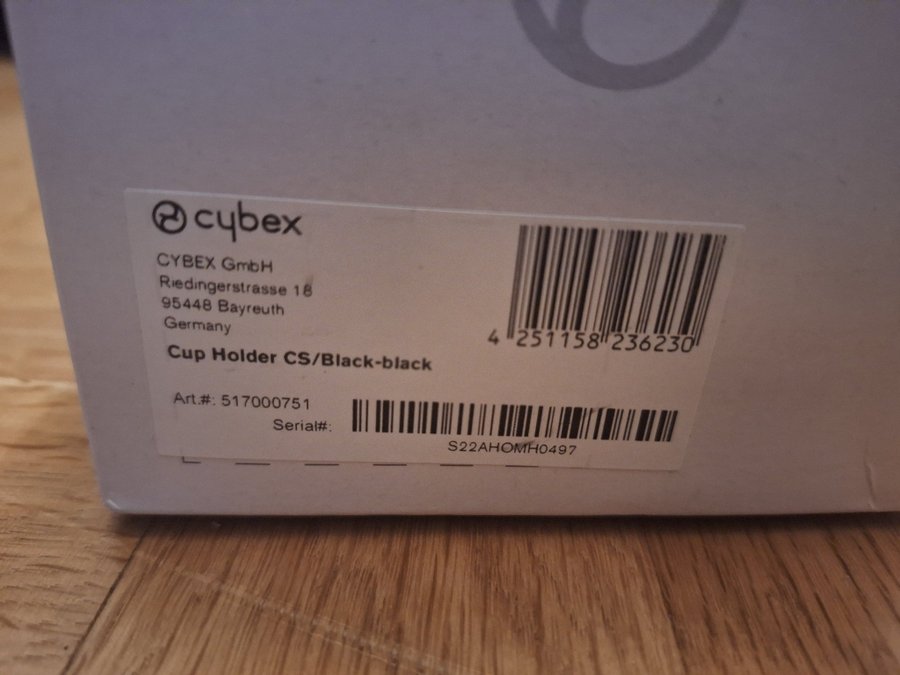 cybex
CYBEX GmbH
Riedingerstrasse 18
95448 Bayreuth
Germany
4 251158 236230
Cup Holder CS/Black-black
Art.#: 517000751
Serial#:
S22AHOMH0497